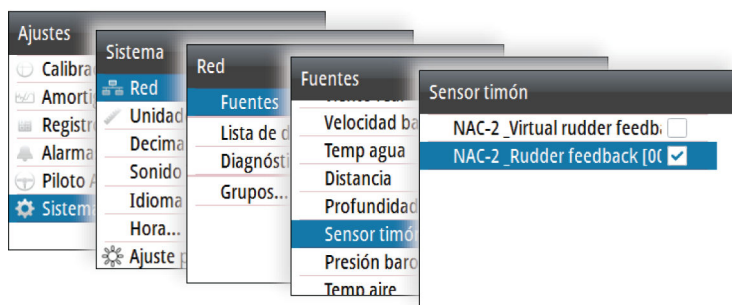 Ajustes
Calibra
Amorti
Registr
Alarma
Piloto A
Sistem
Sistema
Red
Unidad
Decima
Sonido
Idioma
Hora...
Ajuste p
Red
Fuentes
Lista de d
Diagnósti
Grupos...
Fuentes
Velocidad ba
Temp agua
Distancia
Profundidad
Sensor timó
Presión baro
Temp aire
Sensor timón
NAC-2 _Virtual rudder feedba
NAC-2 _Rudder feedback [00